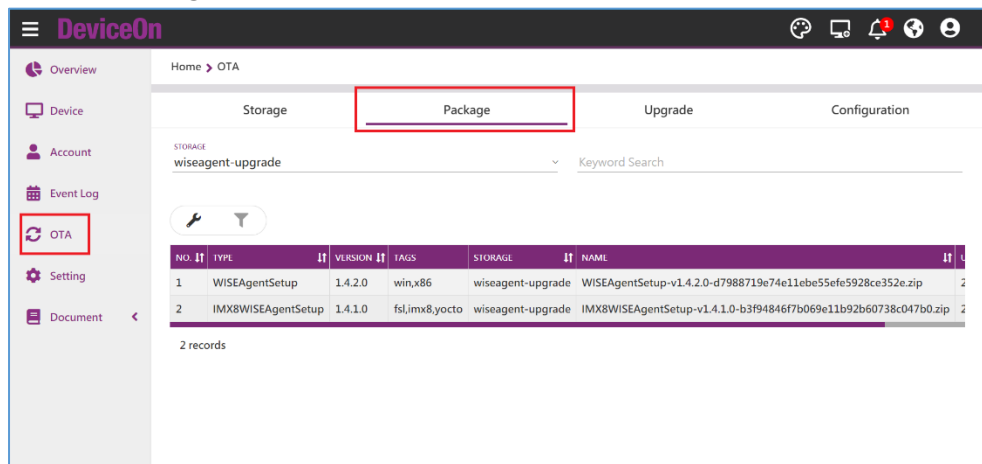 DeviceOn
1
Overview
Device
Account
Event Log
OTA
Setting
Document
Home > OTA
Storage Package Upgrade Configuration
STORAGE
wiseagent-upgrade Keyword Search
NO. TYPE VERSION TAGS STORAGE NAME
1 WISEAgentSetup 1.4.2.0 win,x86 wiseagent-upgrade WISEAgentSetup-v1.4.2.0-d7988719e74e11ebe55efe5928ce352e.zip 2
2 IMX8WISEAgentSetup 1.4.1.0 fsl,imx8,yocto wiseagent-upgrade IMX8WISEAgentSetup-v1.4.1.0-b3f94846f7b069e11b92b60738c047b0.zip 2
2 records